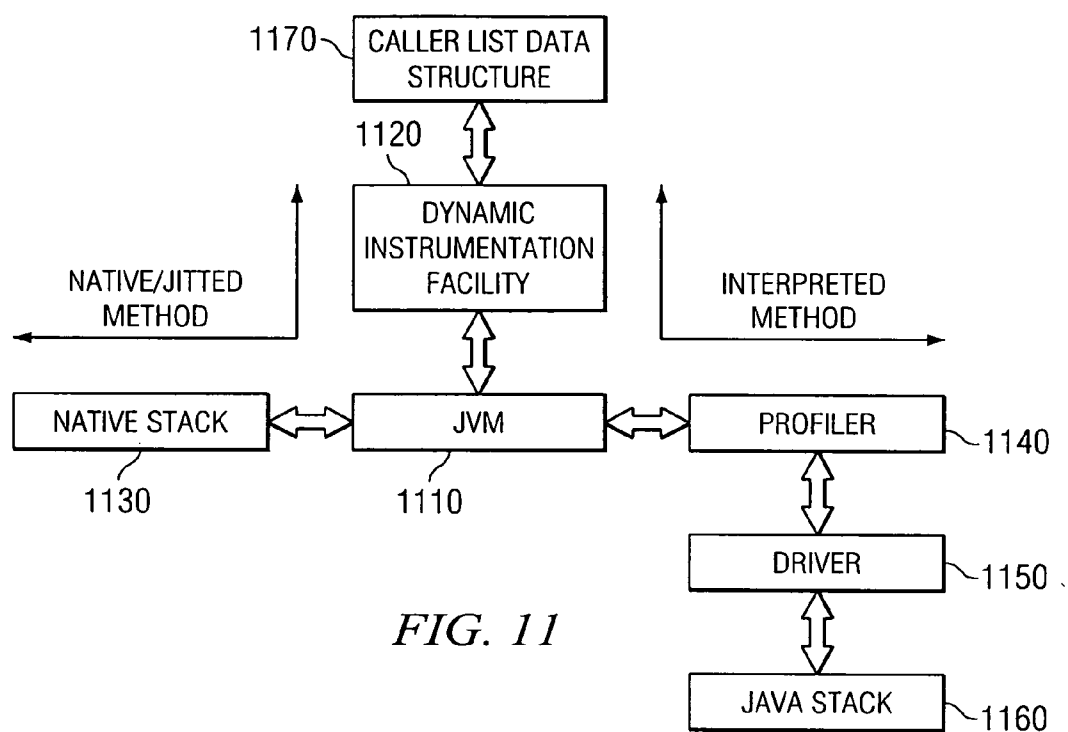 1170
CALLER LIST DATA
STRUCTURE
1120
DYNAMIC
INSTRUMENTATION
FACILITY
NATIVE/JITTED
METHOD
INTERPRETED
METHOD
NATIVE STACK
JVM
PROFILER
1130
1110
1140
DRIVER
1150
FIG. 11
JAVA STACK
1160